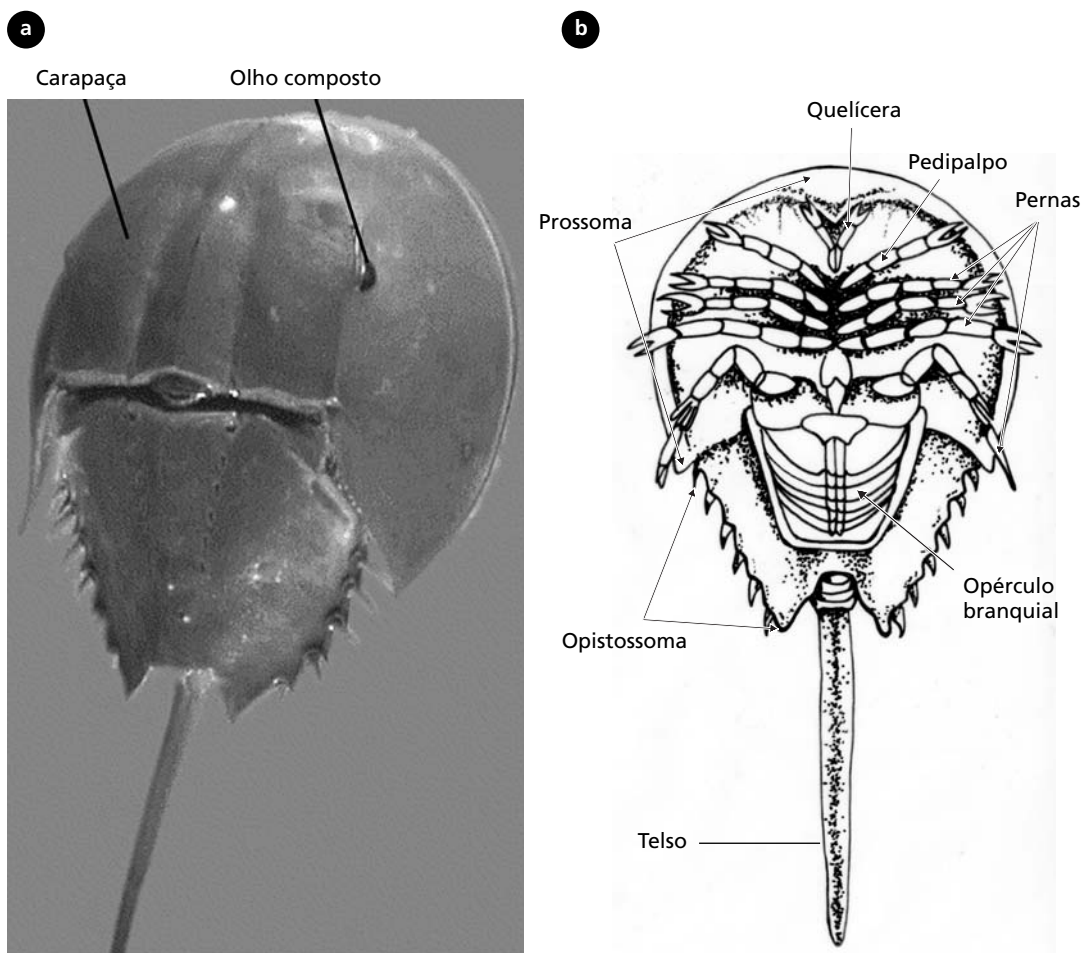 a
Carapaça
Olho composto
b
Quelícera
Pedipalpo
Pernas
Prossoma
Opérculo
branquial
Opistossoma
Telso